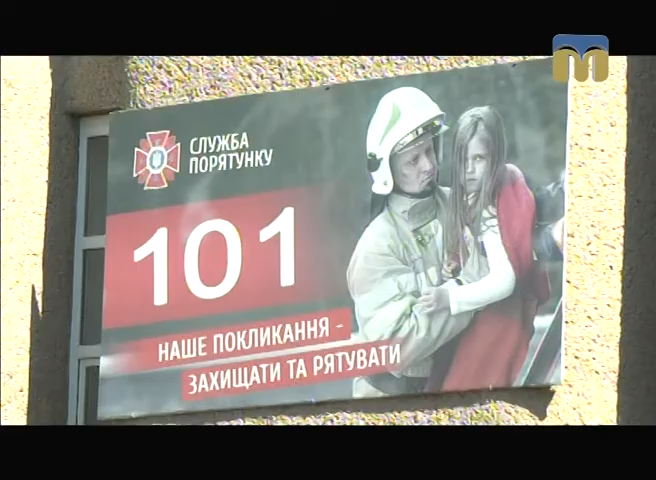 СЛУЖБА
ПОРЯТУНКУ
101
НАШЕ ПОКЛИКАННЯ -
ЗАХИЩАТИ ТА РЯТУВАТИ
m